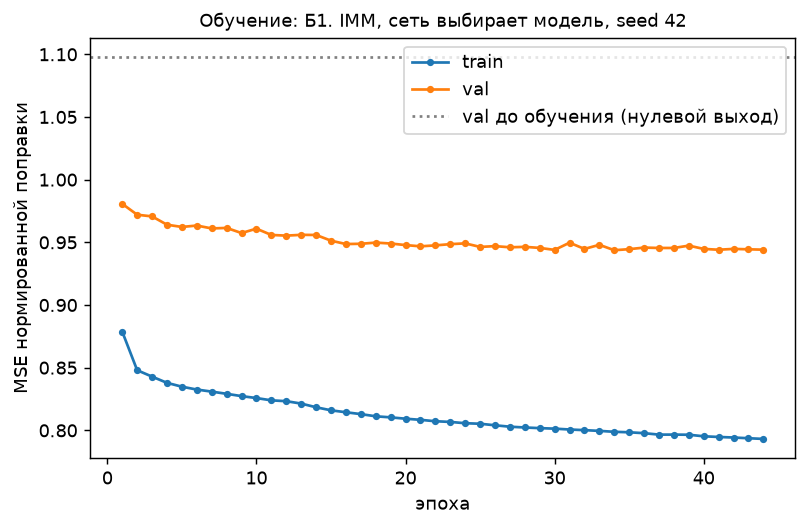 Обучение: Б1. IMM, сеть выбирает модель, seed 42
MSE нормированной поправки
1.10
1.05
1.00
0.95
0.90
0.85
0.80
train
val
val до обучения (нулевой выход)
0
10
20
30
40
эпоха